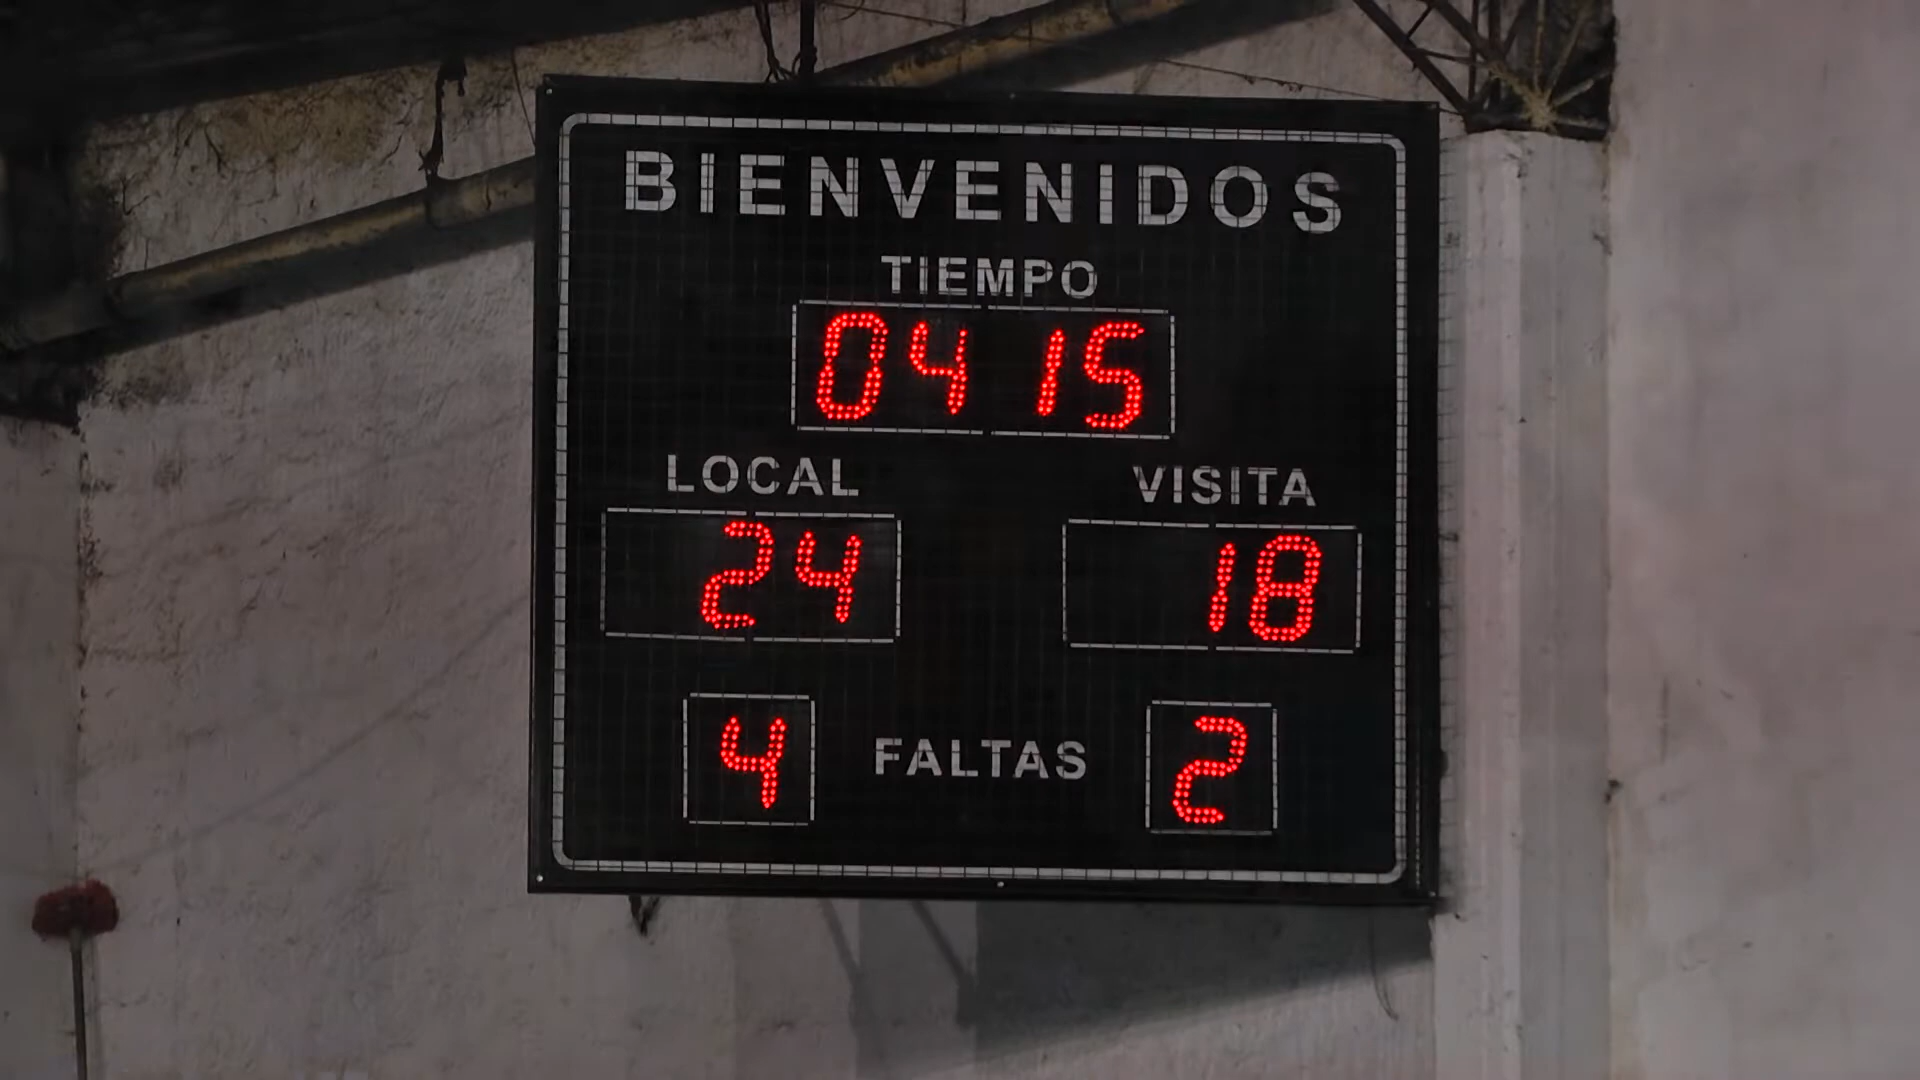 BIENVENIDOS
TIEMPO
04 15
LOCAL VISITA
24 18
4 FALTAS 2